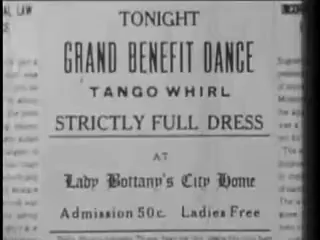 TONIGHT
GRAND BENEFIT DANCE
TANGO WHIRL
STRICTLY FULL DRESS
AT
Lady Bottany's City Home
Admission 50c. Ladies Free